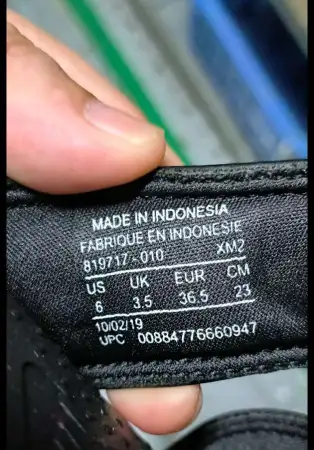 MADE IN INDONESIA
FABRIQUE EN INDONESIE
819717 - 010 XM2
US UK EUR CM
6 3.5 36.5 23
10/02/19
UPC 00884776660947